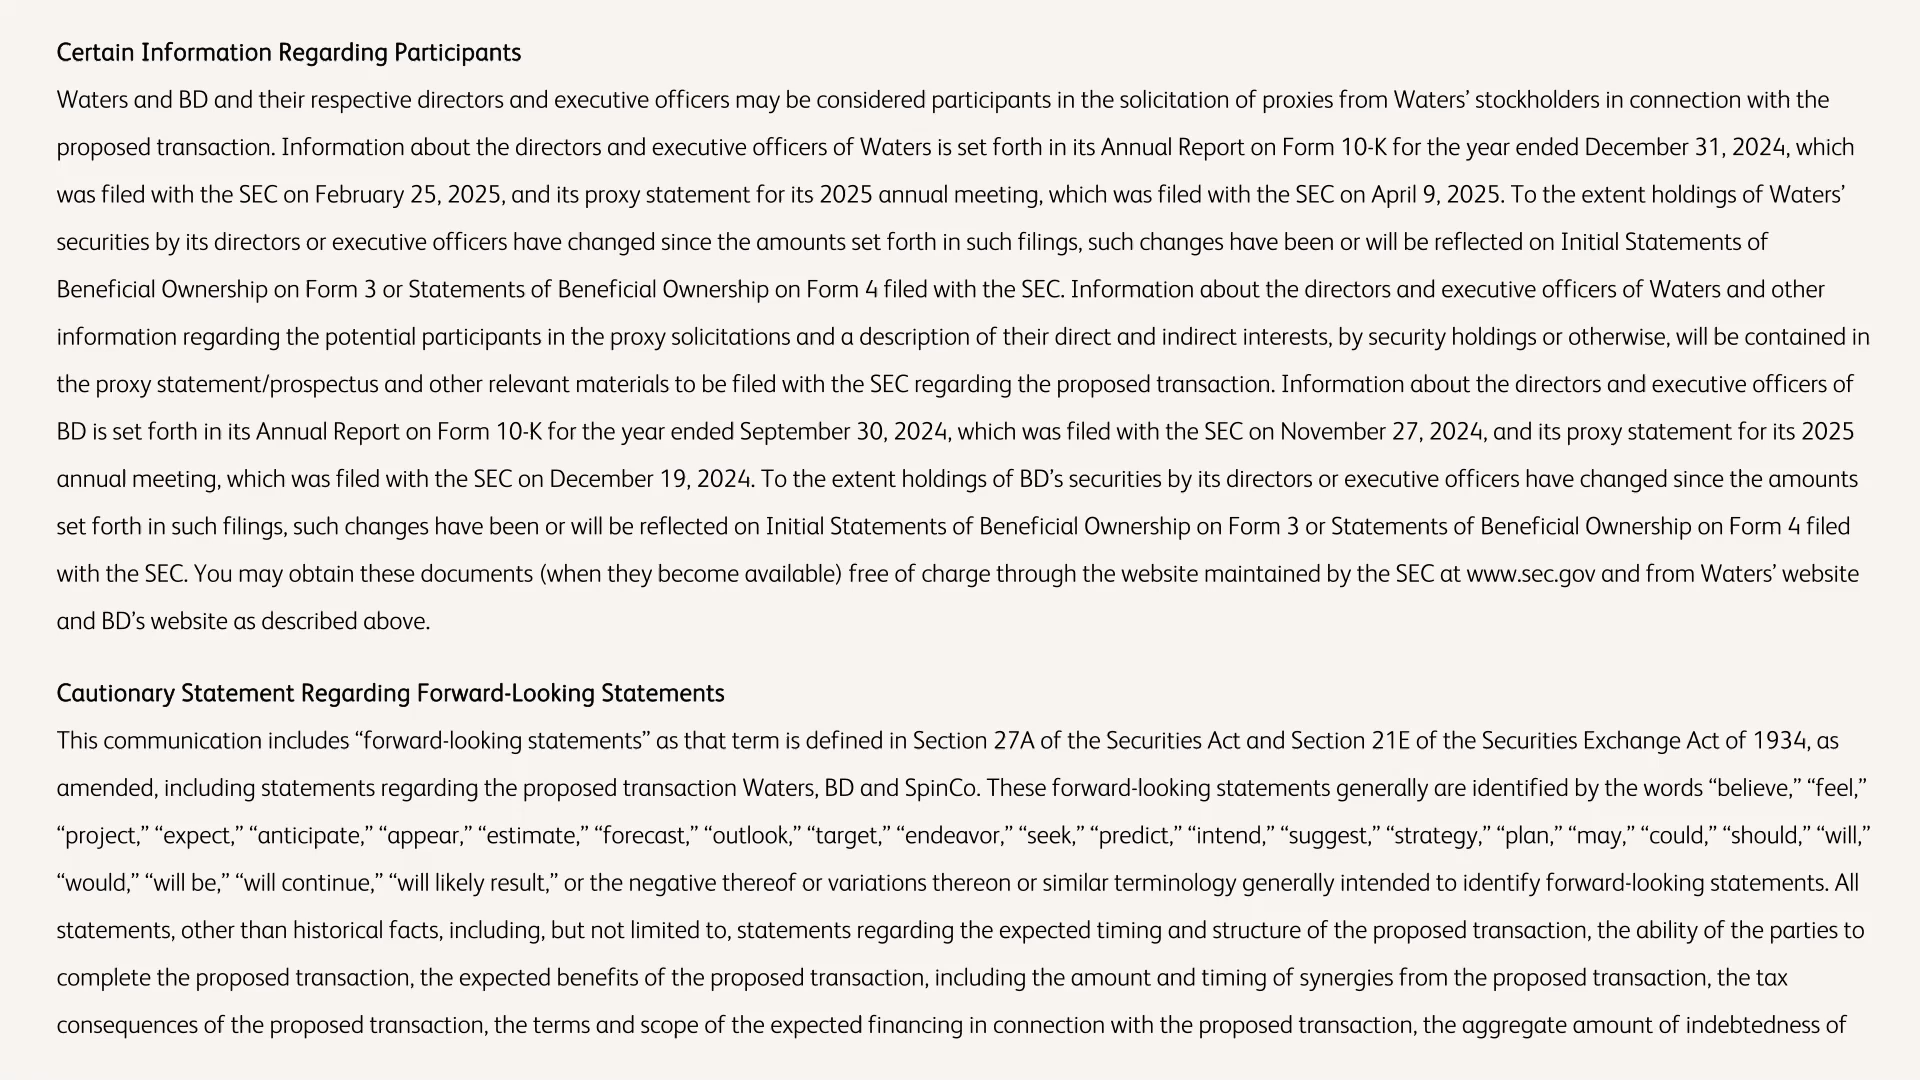 Certain Information Regarding Participants
Waters and BD and their respective directors and executive officers may be considered participants in the solicitation of proxies from Waters’ stockholders in connection with the
proposed transaction. Information about the directors and executive officers of Waters is set forth in its Annual Report on Form 10-K for the year ended December 31, 2024, which
was filed with the SEC on February 25, 2025, and its proxy statement for its 2025 annual meeting, which was filed with the SEC on April 9, 2025. To the extent holdings of Waters’
securities by its directors or executive officers have changed since the amounts set forth in such filings, such changes have been or will be reflected on Initial Statements of
Beneficial Ownership on Form 3 or Statements of Beneficial Ownership on Form 4 filed with the SEC. Information about the directors and executive officers of Waters and other
information regarding the potential participants in the proxy solicitations and a description of their direct and indirect interests, by security holdings or otherwise, will be contained in
the proxy statement/prospectus and other relevant materials to be filed with the SEC regarding the proposed transaction. Information about the directors and executive officers of
BD is set forth in its Annual Report on Form 10-K for the year ended September 30, 2024, which was filed with the SEC on November 27, 2024, and its proxy statement for its 2025
annual meeting, which was filed with the SEC on December 19, 2024. To the extent holdings of BD’s securities by its directors or executive officers have changed since the amounts
set forth in such filings, such changes have been or will be reflected on Initial Statements of Beneficial Ownership on Form 3 or Statements of Beneficial Ownership on Form 4 filed
with the SEC. You may obtain these documents (when they become available) free of charge through the website maintained by the SEC at www.sec.gov and from Waters’ website
and BD’s website as described above.
Cautionary Statement Regarding Forward-Looking Statements
This communication includes “forward-looking statements” as that term is defined in Section 27A of the Securities Act and Section 21E of the Securities Exchange Act of 1934, as
amended, including statements regarding the proposed transaction Waters, BD and SpinCo. These forward-looking statements generally are identified by the words “believe,” “feel,”
“project,” “expect,” “anticipate,” “appear,” “estimate,” “forecast,” “outlook,” “target,” “endeavor,” “seek,” “predict,” “intend,” “suggest,” “strategy,” “plan,” “may,” “could,” “should,” “will,”
“would,” “will be,” “will continue,” “will likely result,” or the negative thereof or variations thereon or similar terminology generally intended to identify forward-looking statements. All
statements, other than historical facts, including, but not limited to, statements regarding the expected timing and structure of the proposed transaction, the ability of the parties to
complete the proposed transaction, the expected benefits of the proposed transaction, including the amount and timing of synergies from the proposed transaction, the tax
consequences of the proposed transaction, the terms and scope of the expected financing in connection with the proposed transaction, the aggregate amount of indebtedness of